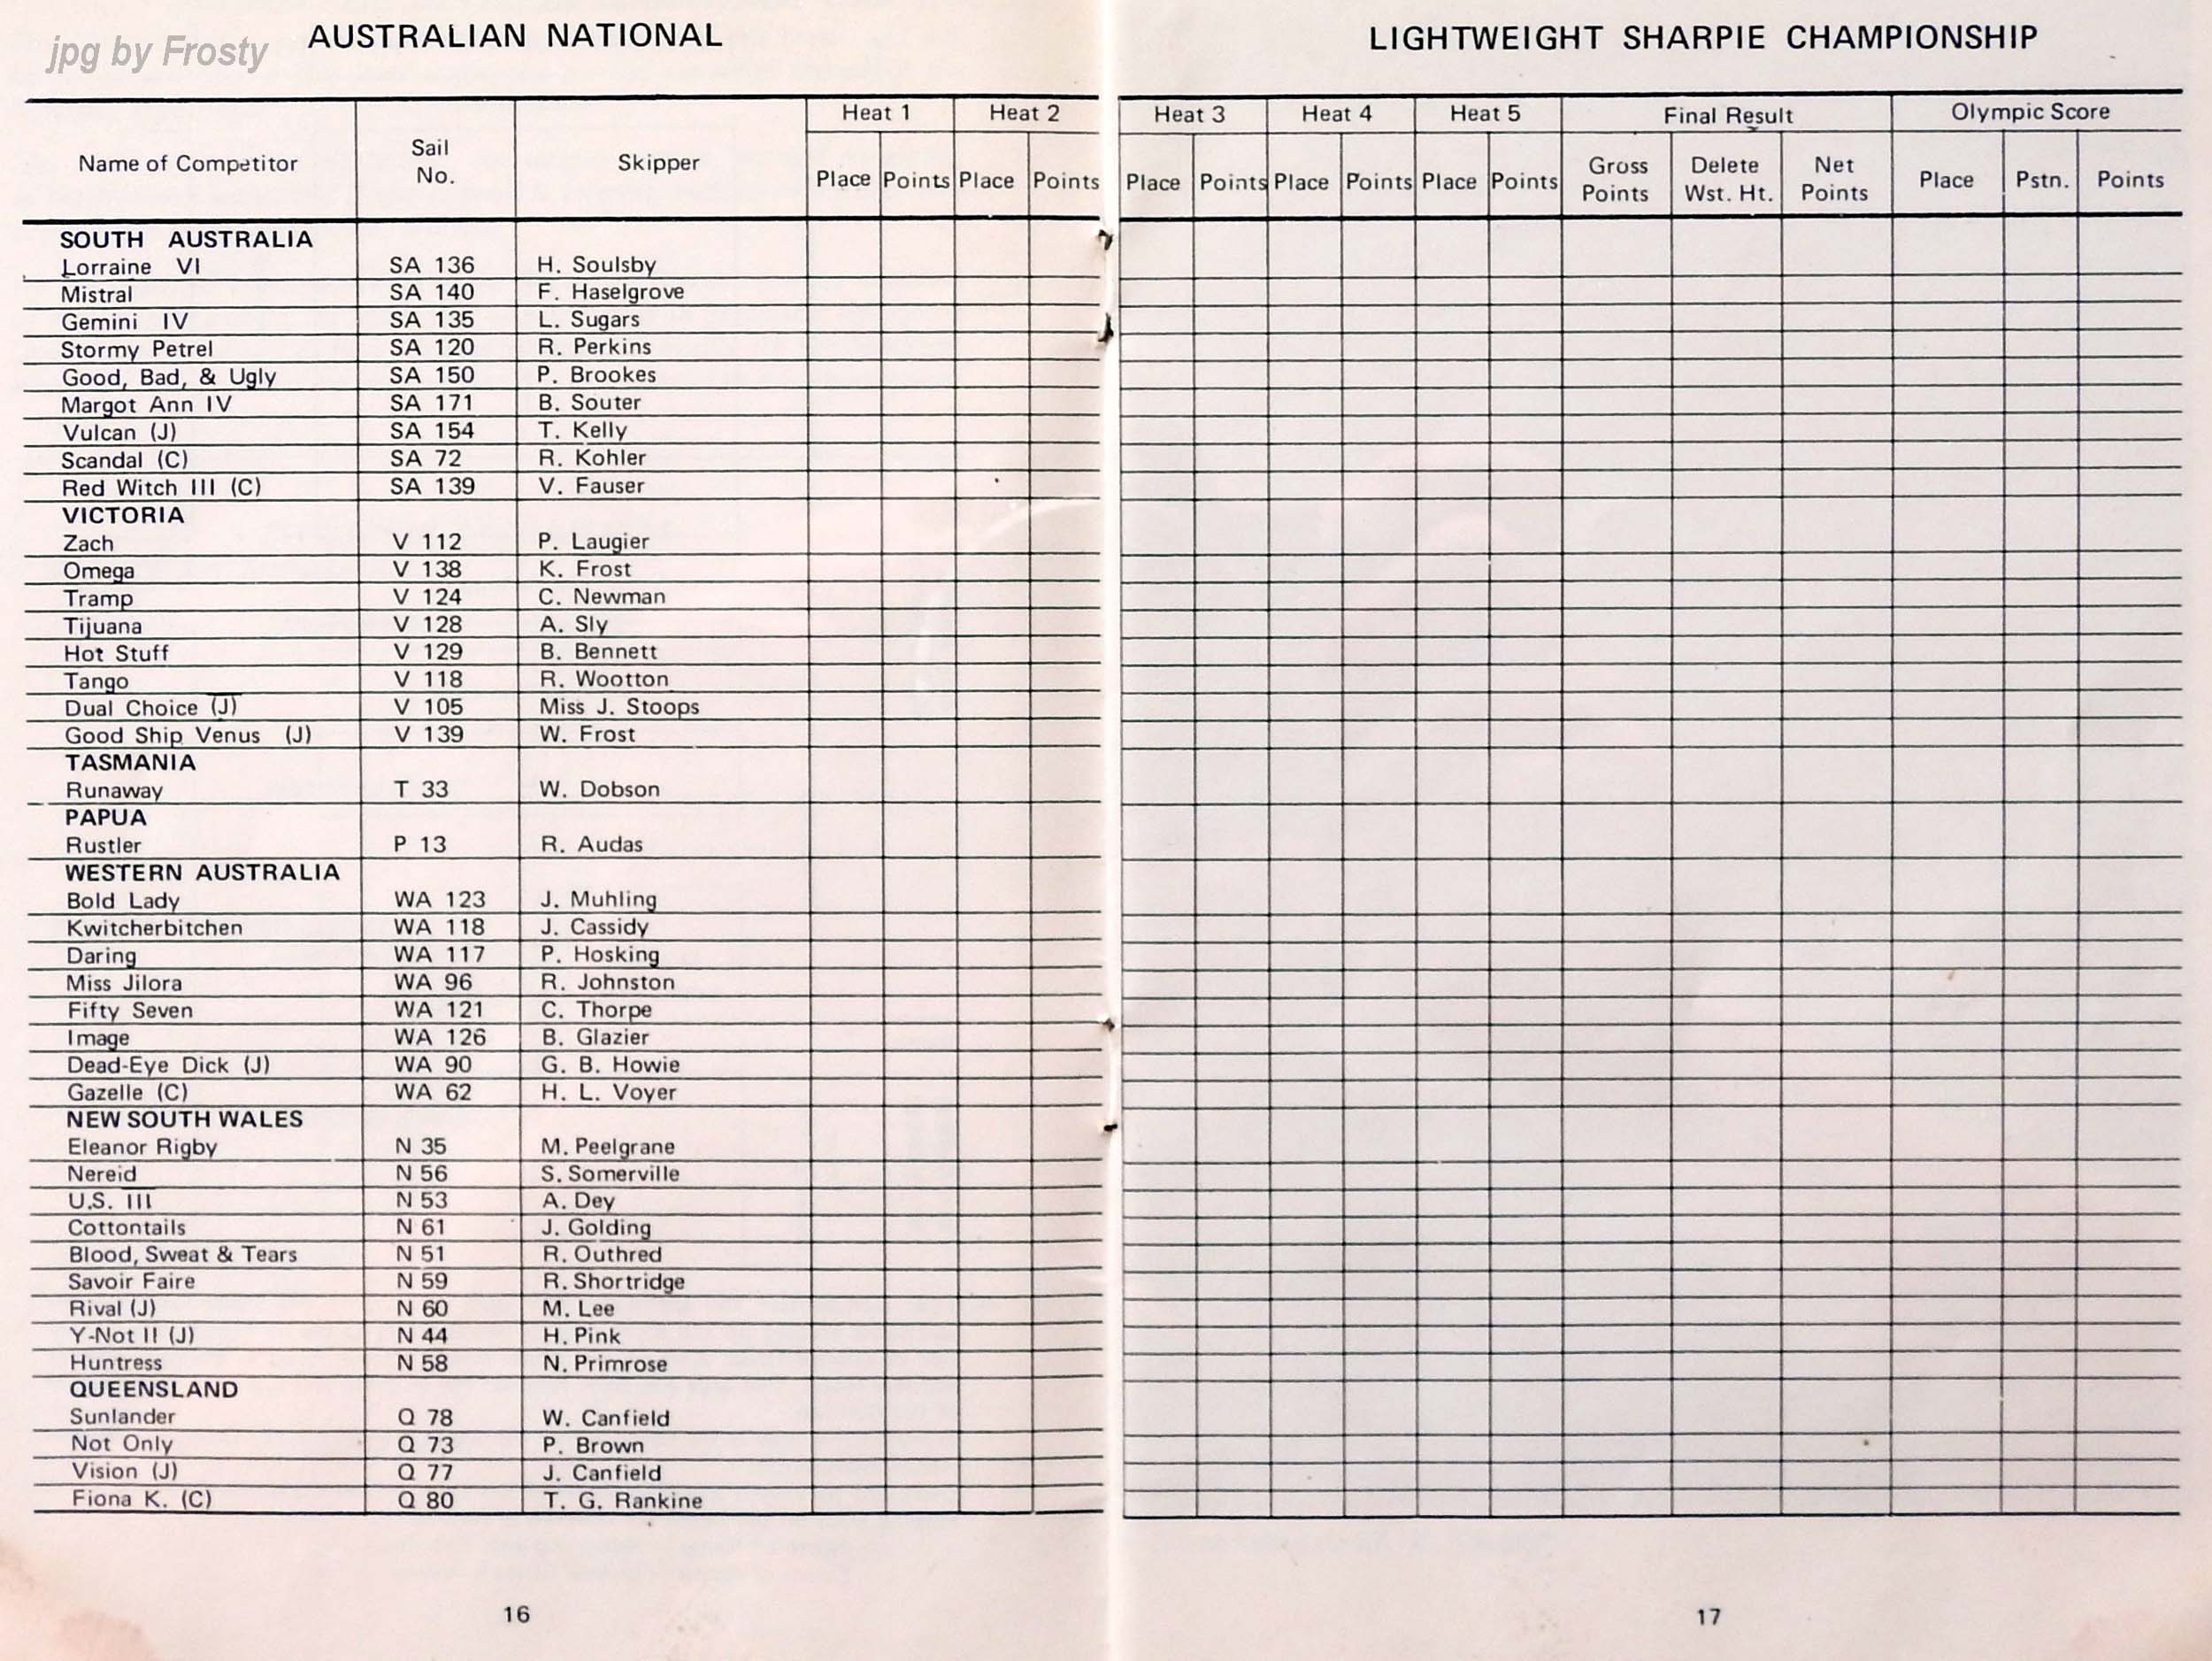 jpg by Frosty
AUSTRALIAN NATIONAL LIGHTWEIGHT SHARPIE CHAMPIONSHIP
Name of Competitor Sail No. Skipper Heat 1 Heat 2 Heat 3 Heat 4 Heat 5 Final Result Olympic Score
Place Points Place Points Place Points Place Points Place Points Gross Points Delete Wst. Ht. Net Points Place Pstn. Points
SOUTH AUSTRALIA
Lorraine VI SA 136 H. Soulsby
Mistral SA 140 F. Haselgrove
Gemini IV SA 135 L. Sugars
Stormy Petrel SA 120 R. Perkins
Good, Bad, & Ugly SA 150 P. Brookes
Margot Ann IV SA 171 B. Souter
Vulcan (J) SA 154 T. Kelly
Scandal (C) SA 72 R. Kohler
Red Witch III (C) SA 139 V. Fauser
VICTORIA
Zach V 112 P. Laugier
Omega V 138 K. Frost
Tramp V 124 C. Newman
Tijuana V 128 A. Sly
Hot Stuff V 129 B. Bennett
Tango V 118 R. Wootton
Dual Choice (J) V 105 Miss J. Stoops
Good Ship Venus (J) V 139 W. Frost
TASMANIA
Runaway T 33 W. Dobson
PAPUA
Rustler P 13 R. Audas
WESTERN AUSTRALIA
Bold Lady WA 123 J. Muhling
Kwitcherbitchen WA 118 J. Cassidy
Daring WA 117 P. Hosking
Miss Jilora WA 96 R. Johnston
Fifty Seven WA 121 C. Thorpe
Image WA 126 B. Glazier
Dead-Eye Dick (J) WA 90 G. B. Howie
Gazelle (C) WA 62 H. L. Voyer
NEW SOUTH WALES
Eleanor Rigby N 35 M. Peelgrane
Nereid N 56 S. Somerville
U.S. III N 53 A. Dey
Cottontails N 61 J. Golding
Blood, Sweat & Tears N 51 R. Outhred
Savoir Faire N 59 R. Shortridge
Rival (J) N 60 M. Lee
Y-Not II (J) N 44 H. Pink
Huntress N 58 N. Primrose
QUEENSLAND
Sunlander Q 78 W. Canfield
Not Only Q 73 P. Brown
Vision (J) Q 77 J. Canfield
Fiona K. (C) Q 80 T. G. Rankine
16 17